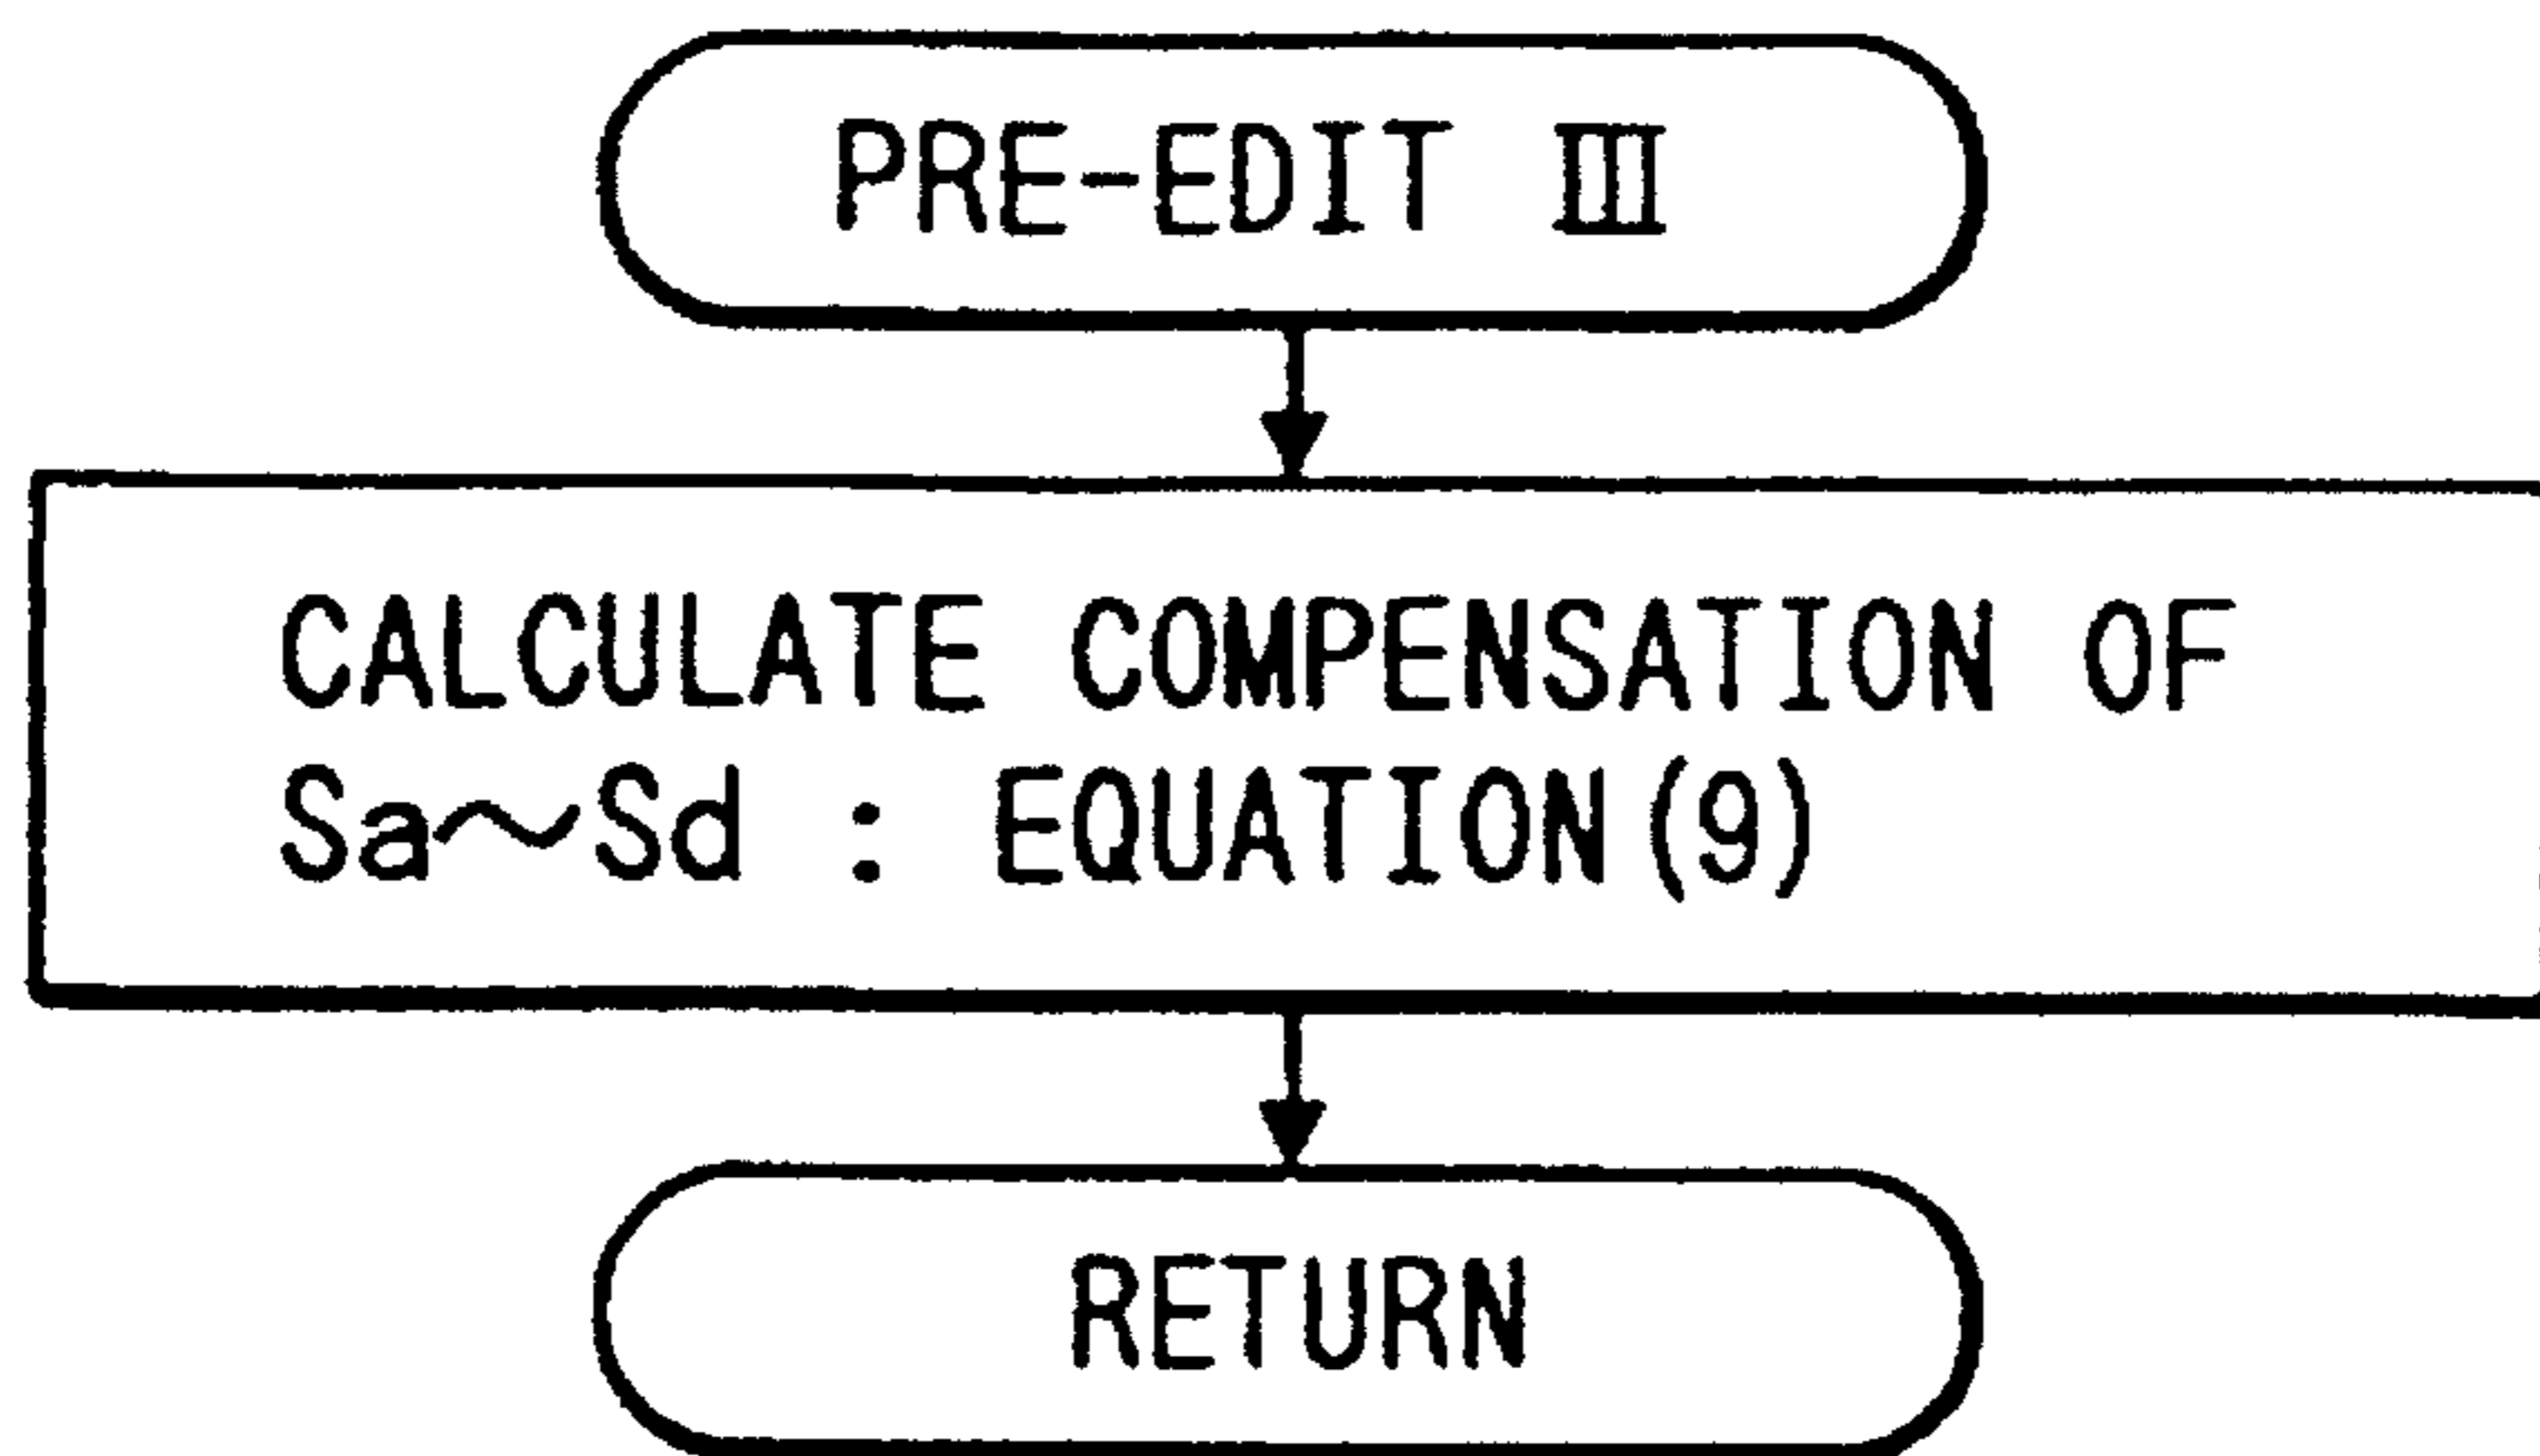 PRE-EDIT III
CALCULATE COMPENSATION OF
Sa~Sd : EQUATION(9)
RETURN